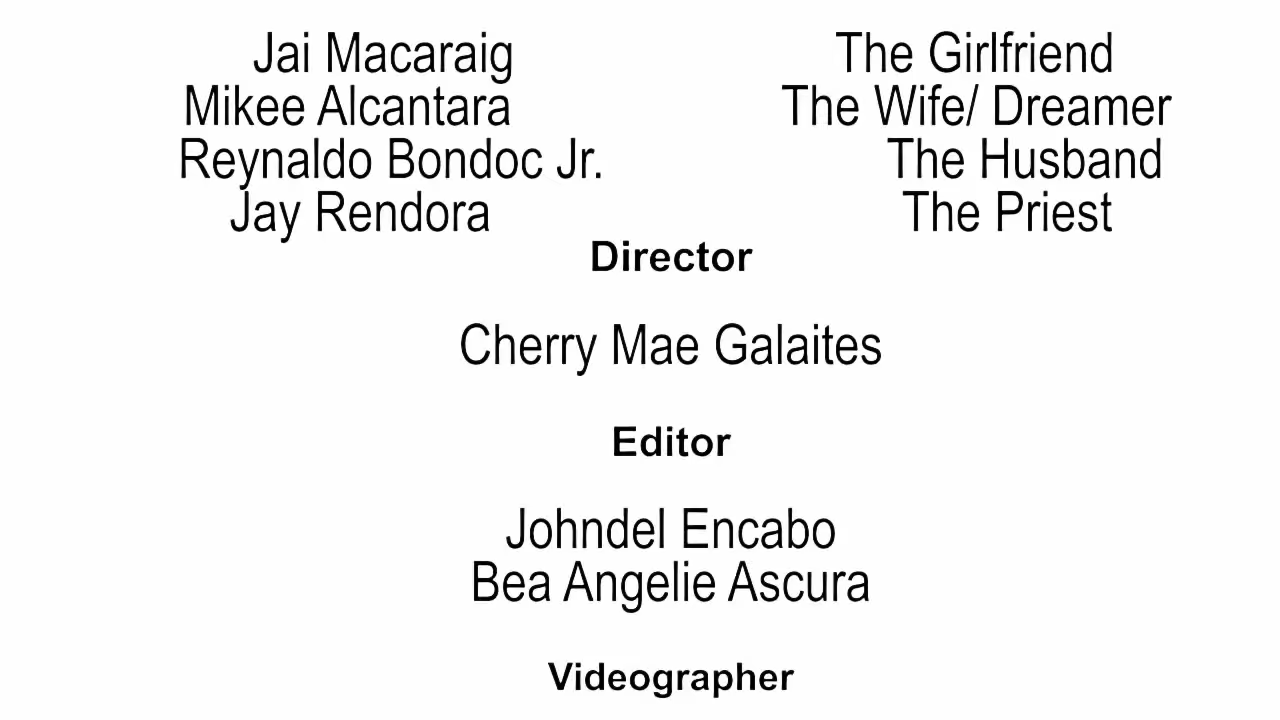 Jai Macaraig The Girlfriend
Mikee Alcantara The Wife/ Dreamer
Reynaldo Bondoc Jr. The Husband
Jay Rendora The Priest
Director
Cherry Mae Galaites
Editor
Johndel Encabo
Bea Angelie Ascura
Videographer